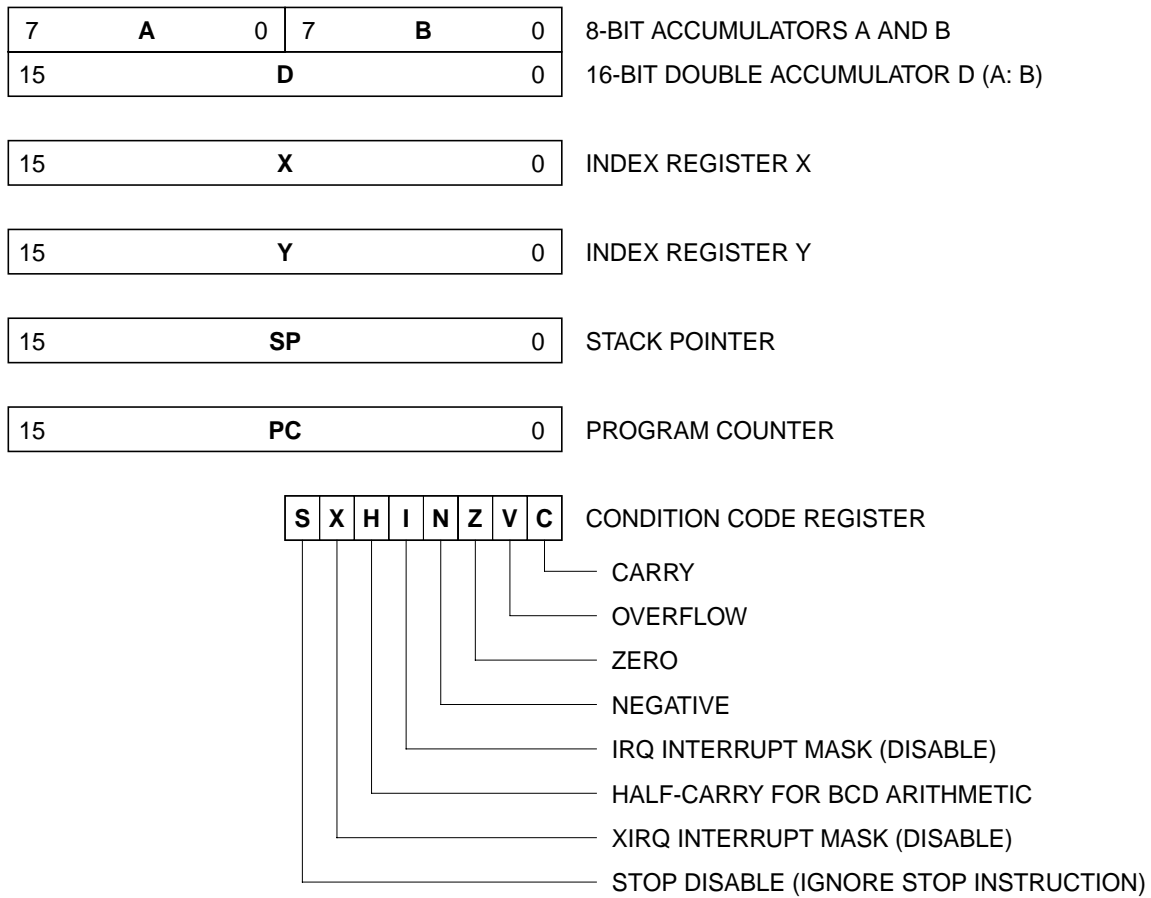 7 A 0 7 B 0 8-BIT ACCUMULATORS A AND B
15 D 0 16-BIT DOUBLE ACCUMULATOR D (A: B)
15 X 0 INDEX REGISTER X
15 Y 0 INDEX REGISTER Y
15 SP 0 STACK POINTER
15 PC 0 PROGRAM COUNTER
S X H I N Z V C CONDITION CODE REGISTER
CARRY
OVERFLOW
ZERO
NEGATIVE
IRQ INTERRUPT MASK (DISABLE)
HALF-CARRY FOR BCD ARITHMETIC
XIRQ INTERRUPT MASK (DISABLE)
STOP DISABLE (IGNORE STOP INSTRUCTION)